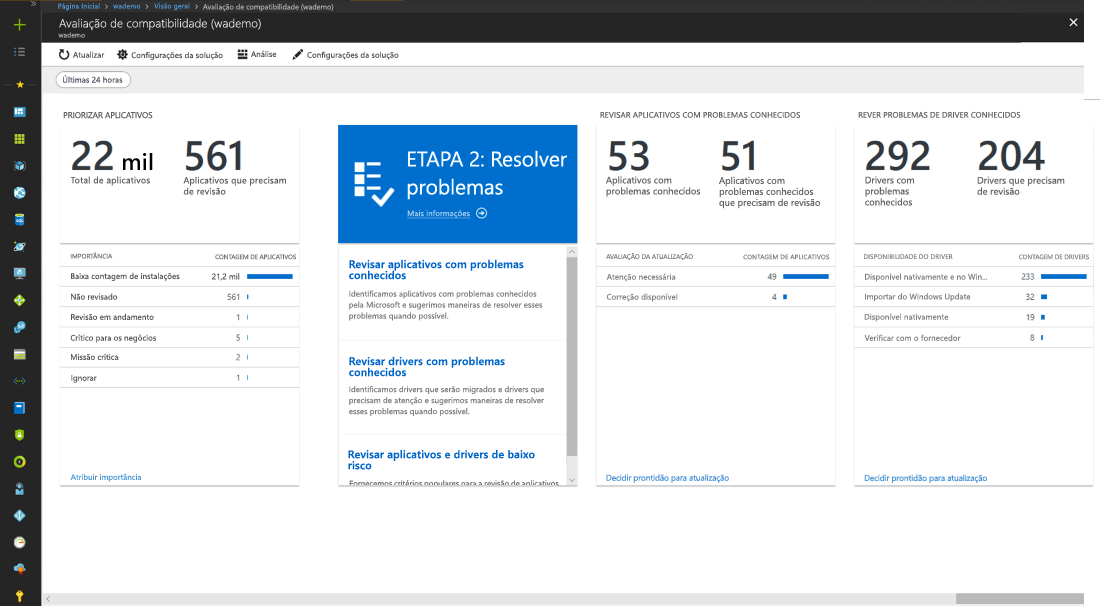 Página Inicial > wademo > Visão geral > Avaliação de compatibilidade (wademo)
Avaliação de compatibilidade (wademo)
wademo
Atualizar Configurações da solução Análise Configurações da solução
Últimas 24 horas
PRIORIZAR APLICATIVOS
22 mil
Total de aplicativos
561
Aplicativos que precisam
de revisão
IMPORTÂNCIA CONTAGEM DE APLICATIVOS
Baixa contagem de instalações 21,2 mil
Não revisado 561
Revisão em andamento 1
Crítico para os negócios 5
Missão crítica 2
Ignorar 1
Atribuir importância
ETAPA 2: Resolver
problemas
Mais informações
Revisar aplicativos com problemas
conhecidos
Identificamos aplicativos com problemas conhecidos
pela Microsoft e sugerimos maneiras de resolver esses
problemas quando possível.
Revisar drivers com problemas
conhecidos
Identificamos drivers que serão migrados e drivers que
precisam de atenção e sugerimos maneiras de resolver
esses problemas quando possível.
Revisar aplicativos e drivers de baixo
risco
Fornecemos critérios populares para a revisão de aplicativos
REVISAR APLICATIVOS COM PROBLEMAS CONHECIDOS
53
Aplicativos com
problemas conhecidos
51
Aplicativos com
problemas conhecidos
que precisam de revisão
AVALIAÇÃO DA ATUALIZAÇÃO CONTAGEM DE APLICATIVOS
Atenção necessária 49
Correção disponível 4
Decidir prontidão para atualização
REVER PROBLEMAS DE DRIVER CONHECIDOS
292
Drivers com
problemas
conhecidos
204
Drivers que precisam
de revisão
DISPONIBILIDADE DO DRIVER CONTAGEM DE DRIVERS
Disponível nativamente e no Win... 233
Importar do Windows Update 32
Disponível nativamente 19
Verificar com o fornecedor 8
Decidir prontidão para atualização